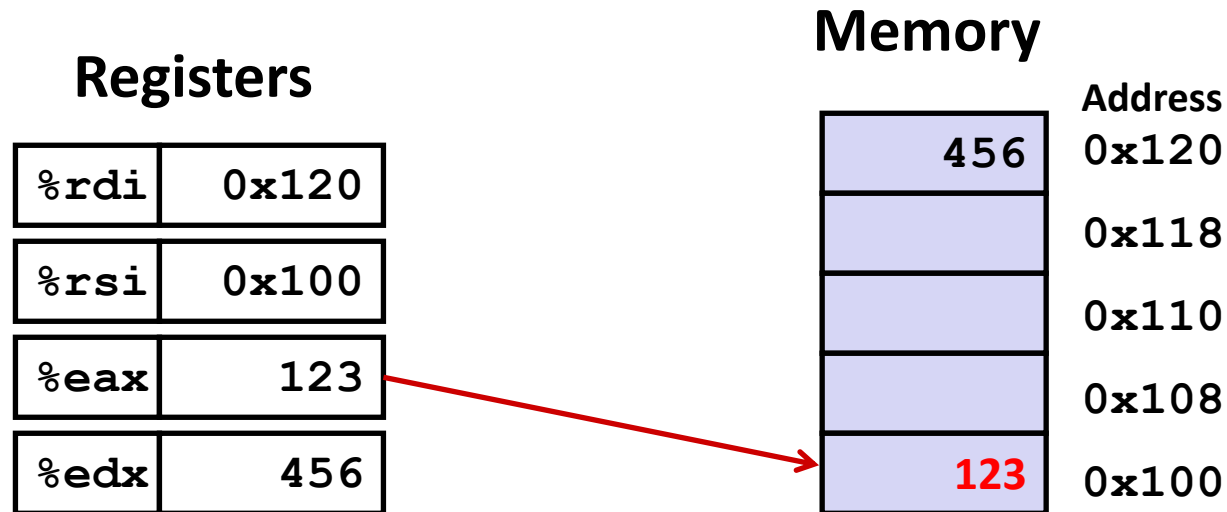 Registers
%rdi 0x120
%rsi 0x100
%eax 123
%edx 456
Memory
Address
456 0x120
0x118
0x110
0x108
123 0x100